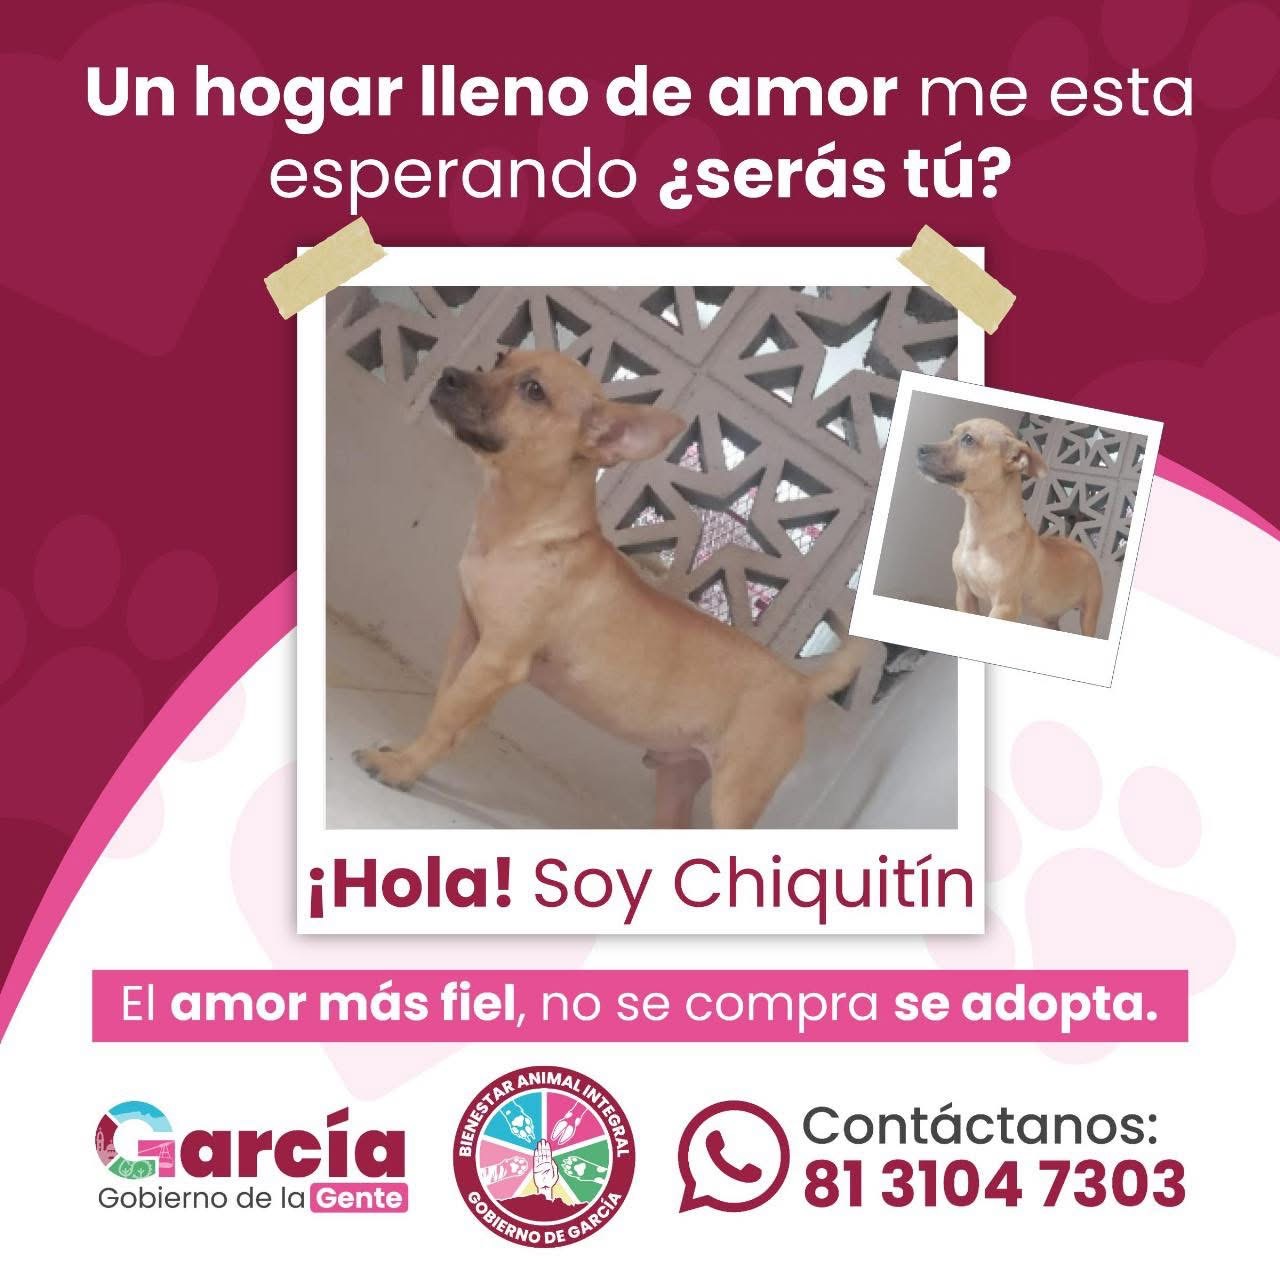 Un hogar lleno de amor me esta
esperando ¿serás tú?
¡Hola! Soy Chiquitín
El amor más fiel, no se compra se adopta.
García
Gobierno de la Gente
BIENESTAR ANIMAL INTEGRAL
GOBIERNO DE GARCÍA
Contáctanos:
81 3104 7303